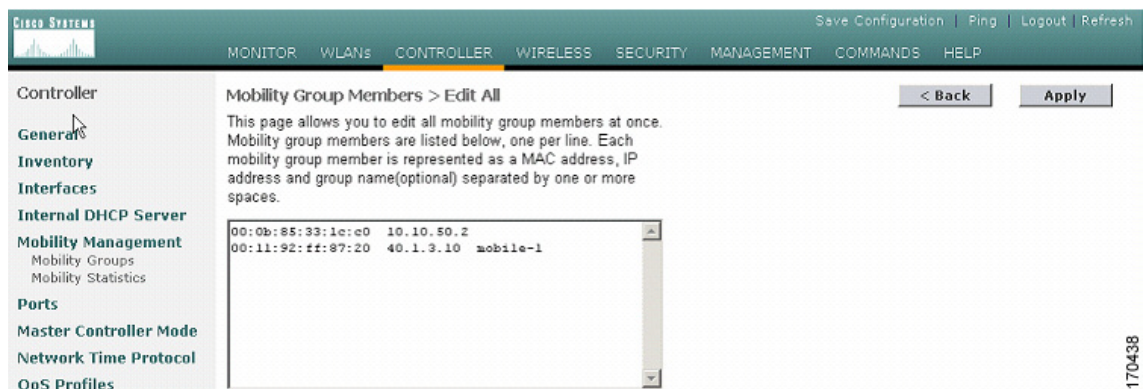 CISCO SYSTEMS
Save Configuration | Ping | Logout | Refresh
MONITOR WLANs CONTROLLER WIRELESS SECURITY MANAGEMENT COMMANDS HELP
Controller
General
Inventory
Interfaces
Internal DHCP Server
Mobility Management
Mobility Groups
Mobility Statistics
Ports
Master Controller Mode
Network Time Protocol
QoS Profiles
Mobility Group Members > Edit All
< Back
Apply
This page allows you to edit all mobility group members at once.
Mobility group members are listed below, one per line. Each
mobility group member is represented as a MAC address, IP
address and group name(optional) separated by one or more
spaces.
00:0b:85:33:1c:c0 10.10.50.2
00:11:92:ff:87:20 40.1.3.10 mobile-1
170438